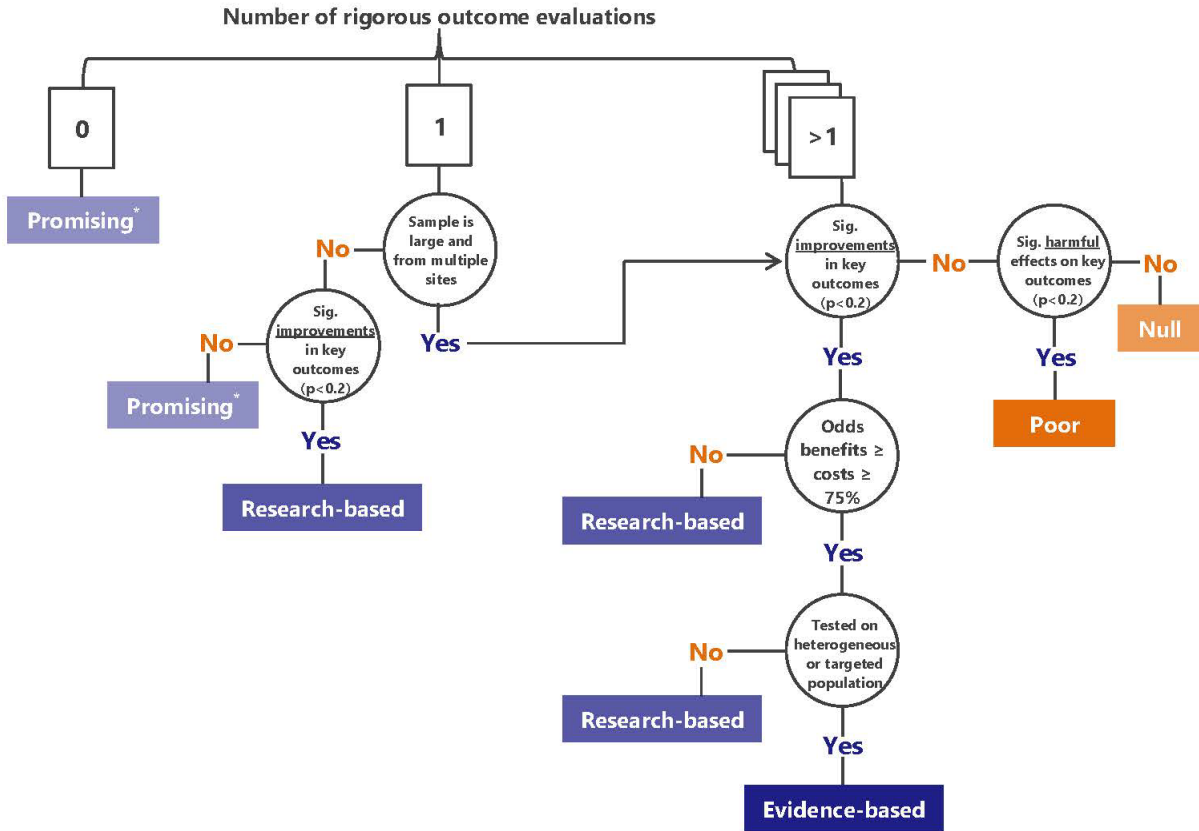 Number of rigorous outcome evaluations
0
1
>1
Promising*
Sample is
large and
from multiple
sites
No
Yes
Sig.
improvements
in key
outcomes
(p<0.2)
No
Promising*
Yes
Research-based
Sig.
improvements
in key
outcomes
(p<0.2)
No
Sig. harmful
effects on key
outcomes
(p<0.2)
No
Null
Yes
Poor
Yes
Odds
benefits ≥
costs ≥
75%
No
Research-based
Yes
Tested on
heterogeneous
or targeted
population
No
Research-based
Yes
Evidence-based